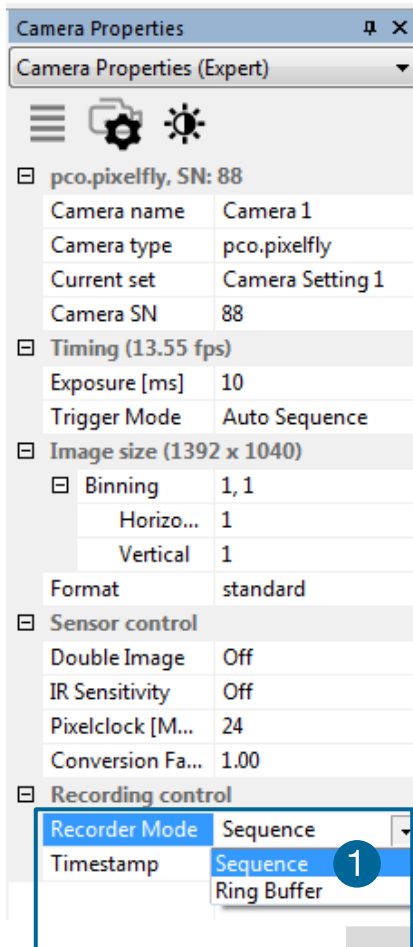 Camera Properties
Camera Properties (Expert)
pco.pixelfly, SN: 88
Camera name Camera 1
Camera type pco.pixelfly
Current set Camera Setting 1
Camera SN 88
Timing (13.55 fps)
Exposure [ms] 10
Trigger Mode Auto Sequence
Image size (1392 x 1040)
Binning 1, 1
Horizo... 1
Vertical 1
Format standard
Sensor control
Double Image Off
IR Sensitivity Off
Pixelclock [M... 24
Conversion Fa... 1.00
Recording control
Recorder Mode Sequence
Timestamp Sequence 1
Ring Buffer